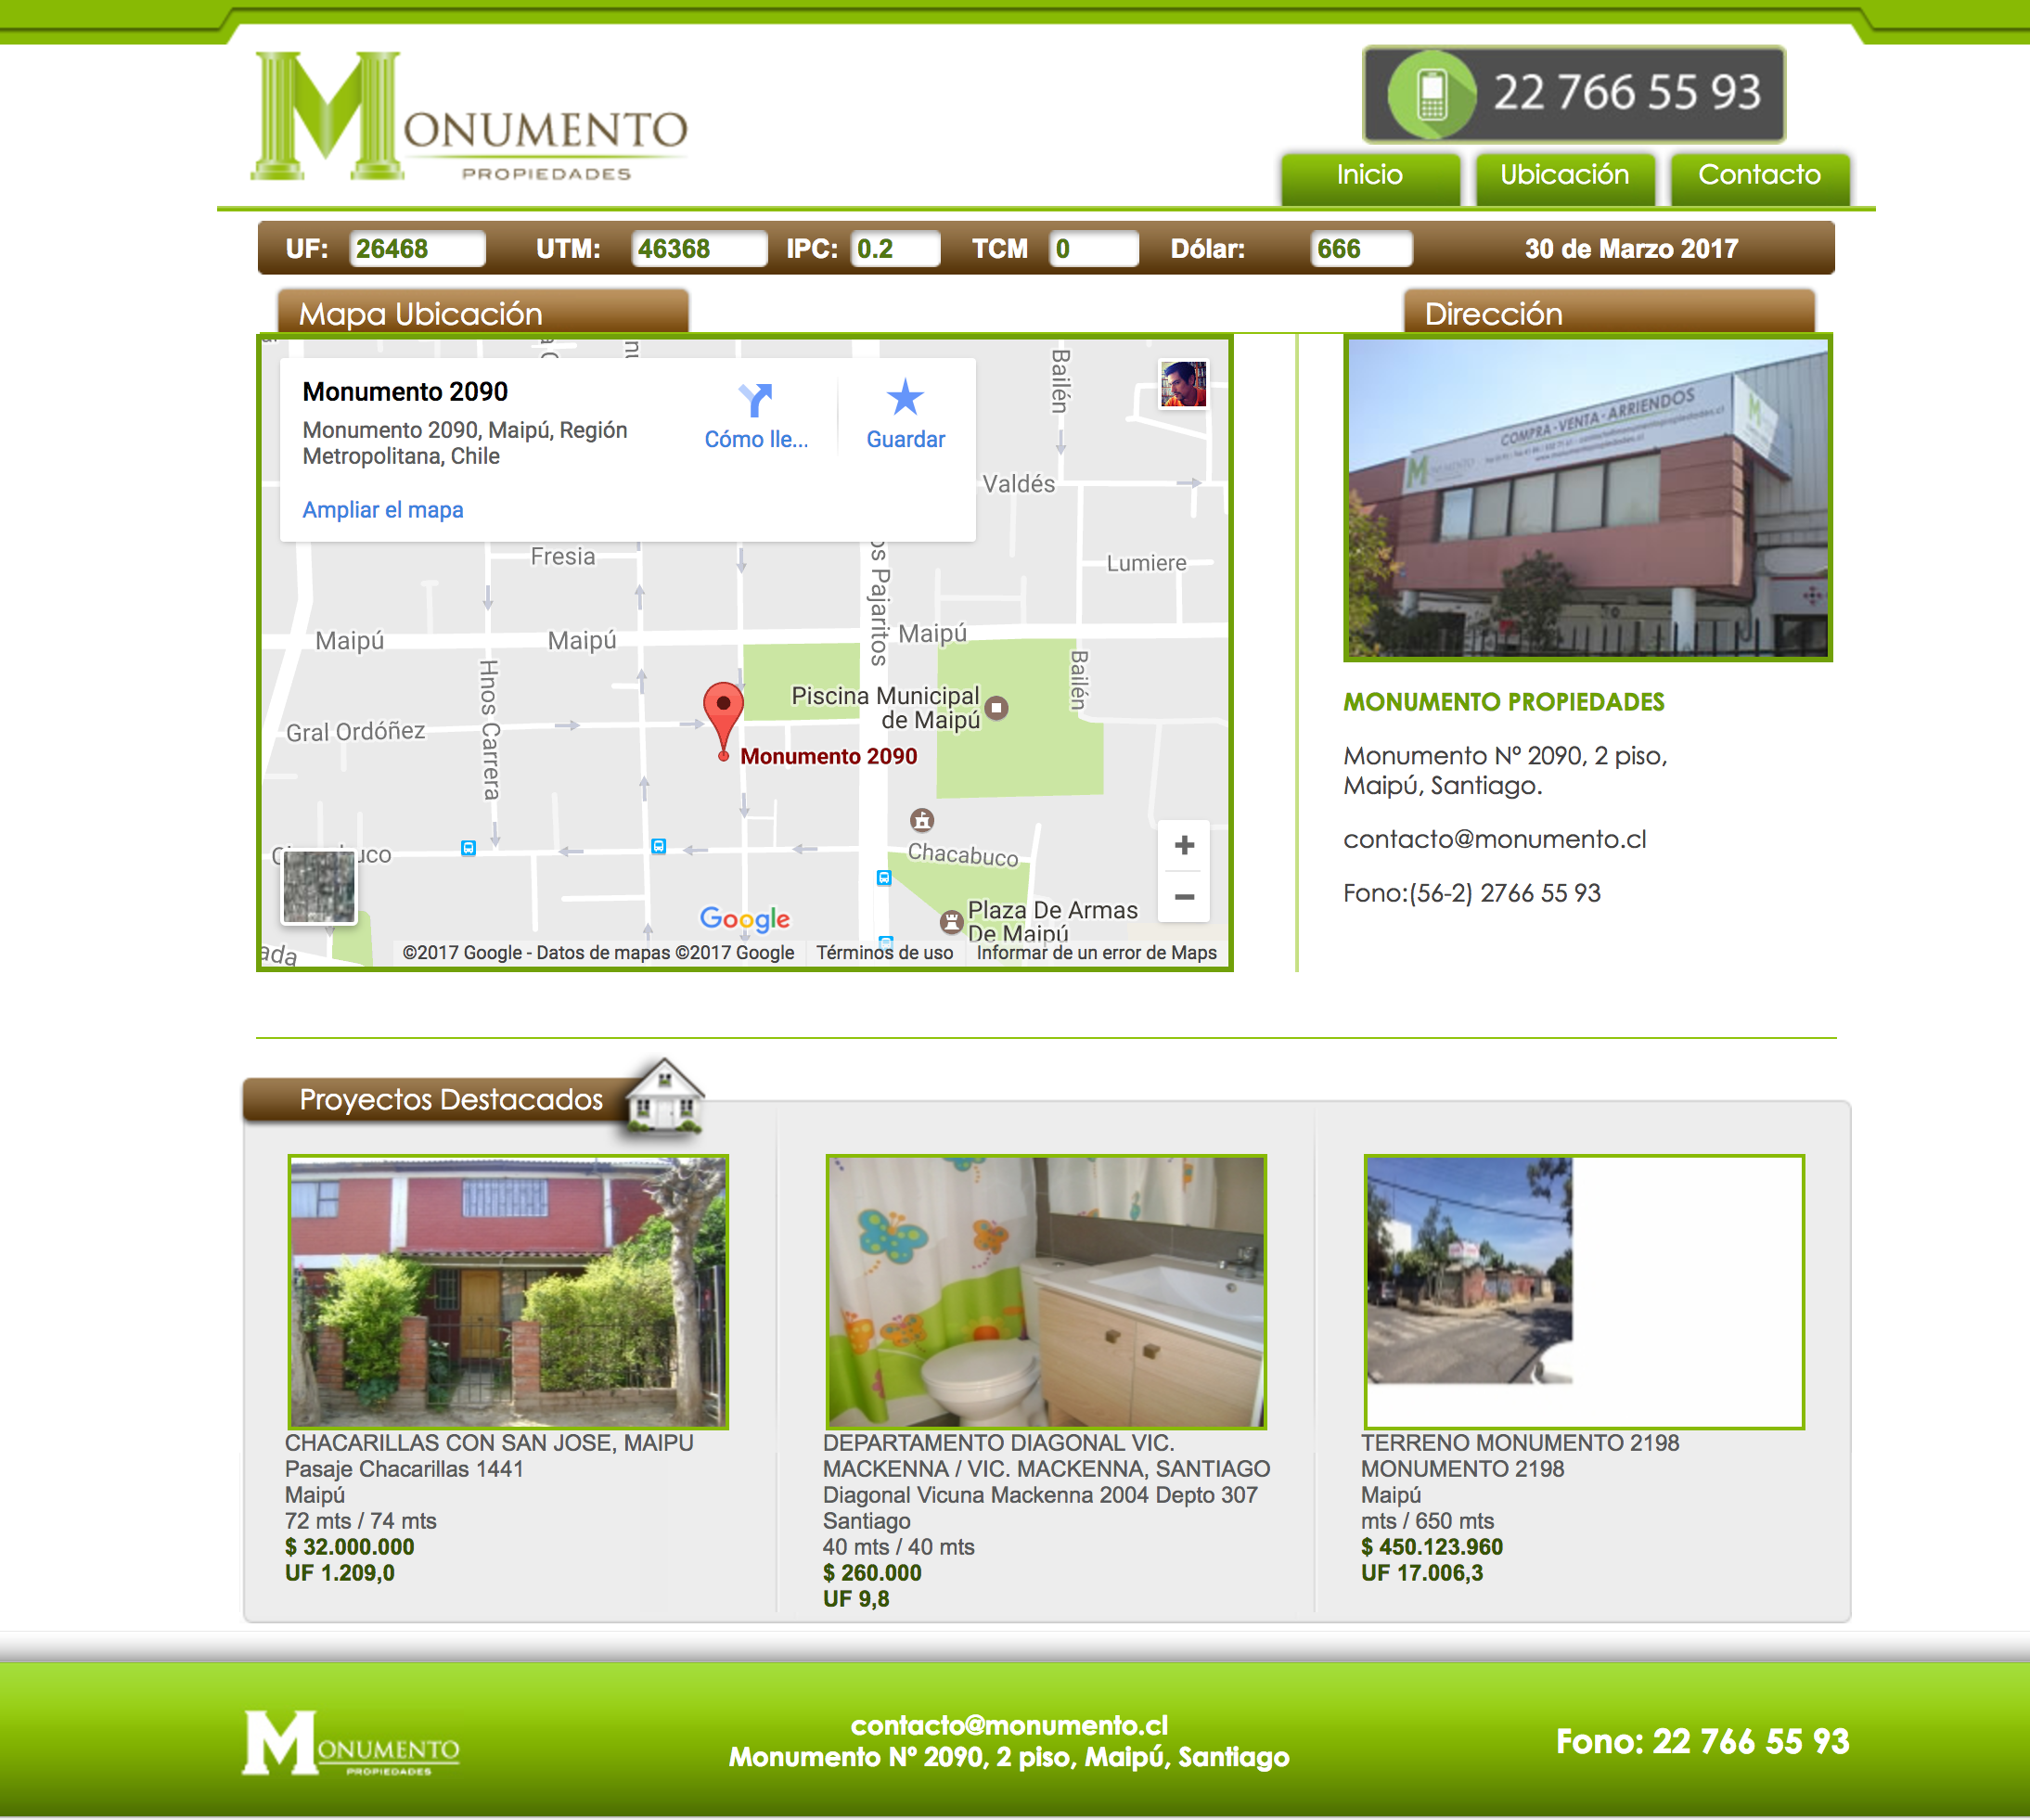 MONUMENTO
PROPIEDADES
22 766 55 93
Inicio
Ubicación
Contacto
UF: 26468 UTM: 46368 IPC: 0.2 TCM 0 Dólar: 666 30 de Marzo 2017
Mapa Ubicación
Dirección
Monumento 2090
Monumento 2090, Maipú, Región
Metropolitana, Chile
Ampliar el mapa
Cómo lle...
Guardar
Bailén
Valdés
Fresia
Lumiere
os Pajaritos
Maipú
Maipú
Maipú
Hnos Carrera
Bailén
Piscina Municipal
de Maipú
Gral Ordóñez
Monumento 2090
Chacabuco
Plaza De Armas
De Maipú
Google
ada
©2017 Google - Datos de mapas ©2017 Google
Términos de uso
Informar de un error de Maps
COMPRA · VENTA · ARRIENDOS
MONUMENTO
MONUMENTO PROPIEDADES
Monumento Nº 2090, 2 piso,
Maipú, Santiago.
contacto@monumento.cl
Fono:(56-2) 2766 55 93
Proyectos Destacados
CHACARILLAS CON SAN JOSE, MAIPU
Pasaje Chacarillas 1441
Maipú
72 mts / 74 mts
$ 32.000.000
UF 1.209,0
DEPARTAMENTO DIAGONAL VIC.
MACKENNA / VIC. MACKENNA, SANTIAGO
Diagonal Vicuna Mackenna 2004 Depto 307
Santiago
40 mts / 40 mts
$ 260.000
UF 9,8
TERRENO MONUMENTO 2198
MONUMENTO 2198
Maipú
mts / 650 mts
$ 450.123.960
UF 17.006,3
MONUMENTO
PROPIEDADES
contacto@monumento.cl
Monumento Nº 2090, 2 piso, Maipú, Santiago
Fono: 22 766 55 93